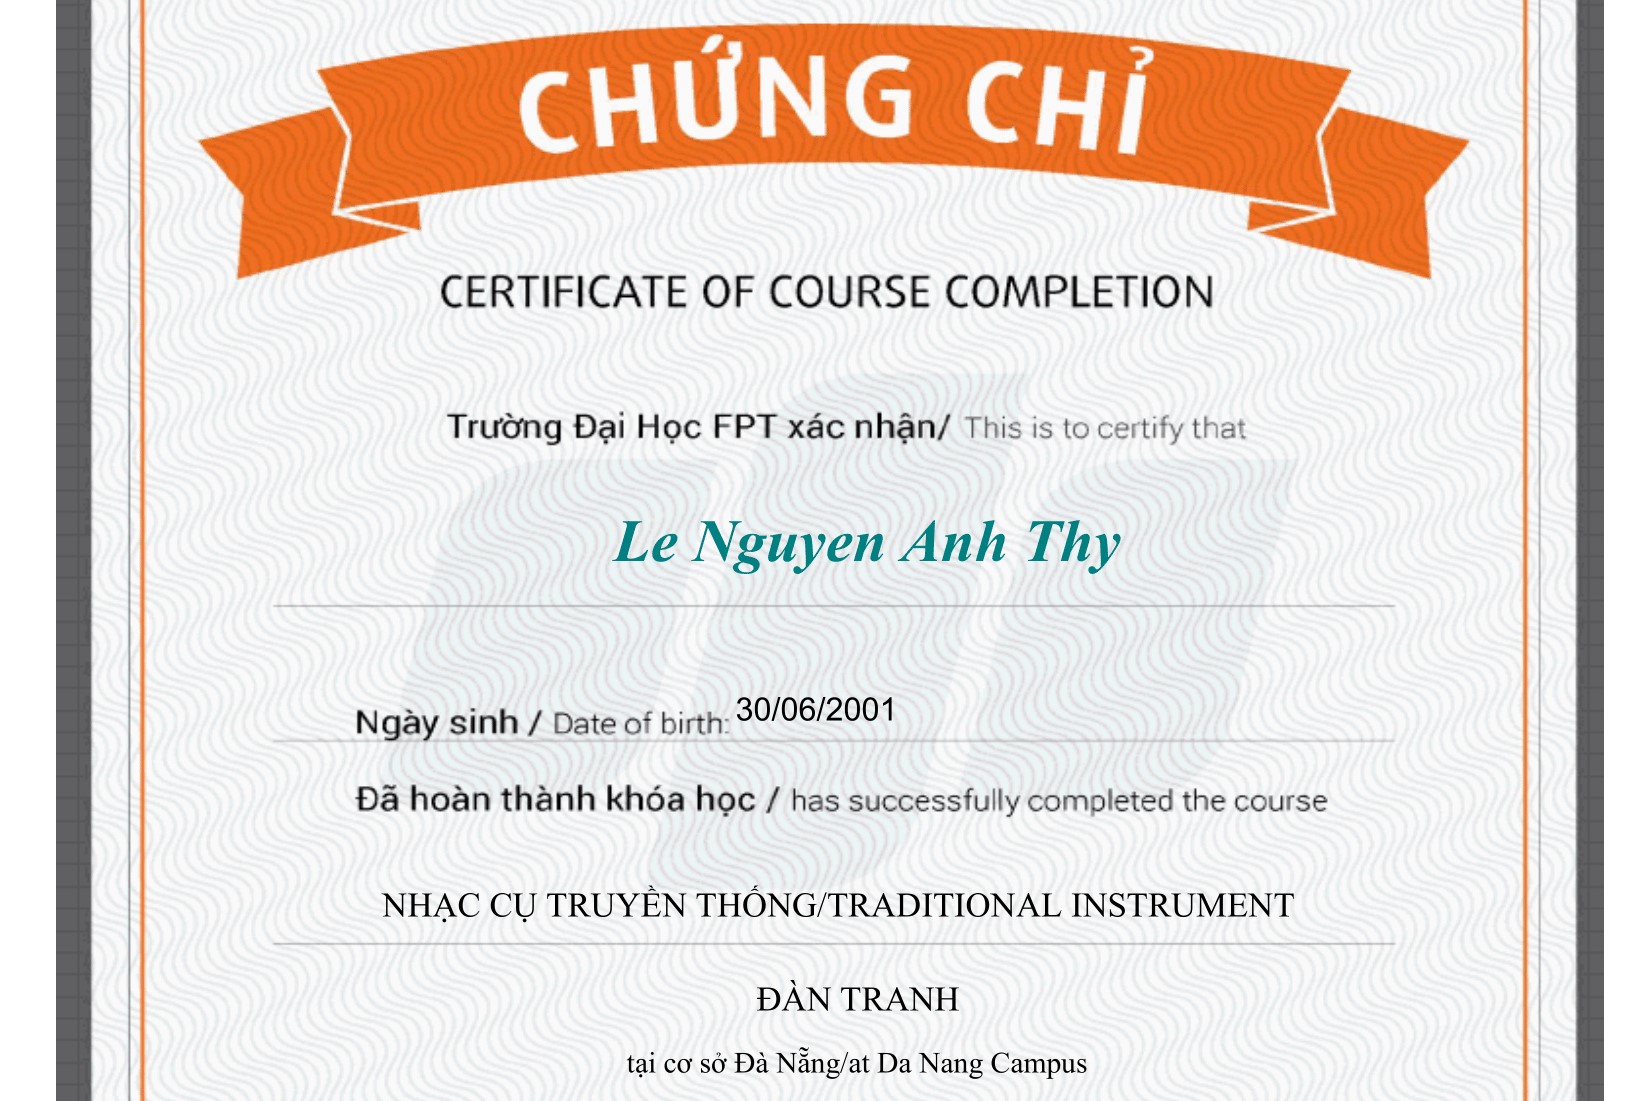 CHỨNG CHỈ
CERTIFICATE OF COURSE COMPLETION
Trường Đại Học FPT xác nhận/ This is to certify that
Le Nguyen Anh Thy
Ngày sinh / Date of birth: 30/06/2001
Đã hoàn thành khóa học / has successfully completed the course
NHẠC CỤ TRUYỀN THỐNG/TRADITIONAL INSTRUMENT
ĐÀN TRANH
tại cơ sở Đà Nẵng/at Da Nang Campus